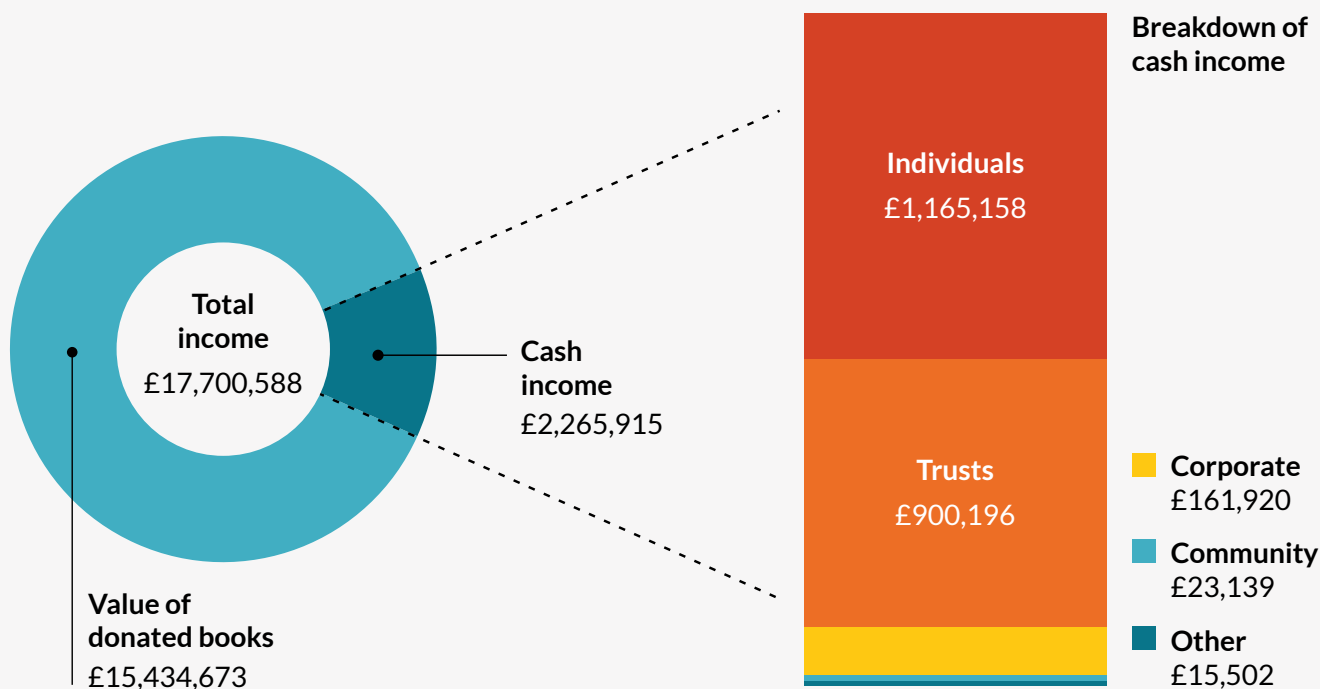 Total
income
£17,700,588
Cash
income
£2,265,915
Value of
donated books
£15,434,673
Breakdown of
cash income
Individuals
£1,165,158
Trusts
£900,196
Corporate
£161,920
Community
£23,139
Other
£15,502